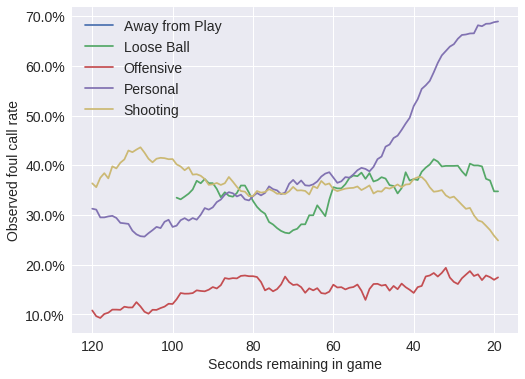 70.0%
60.0%
50.0%
40.0%
30.0%
20.0%
10.0%
Observed foul call rate
Away from Play
Loose Ball
Offensive
Personal
Shooting
120 100 80 60 40 20
Seconds remaining in game